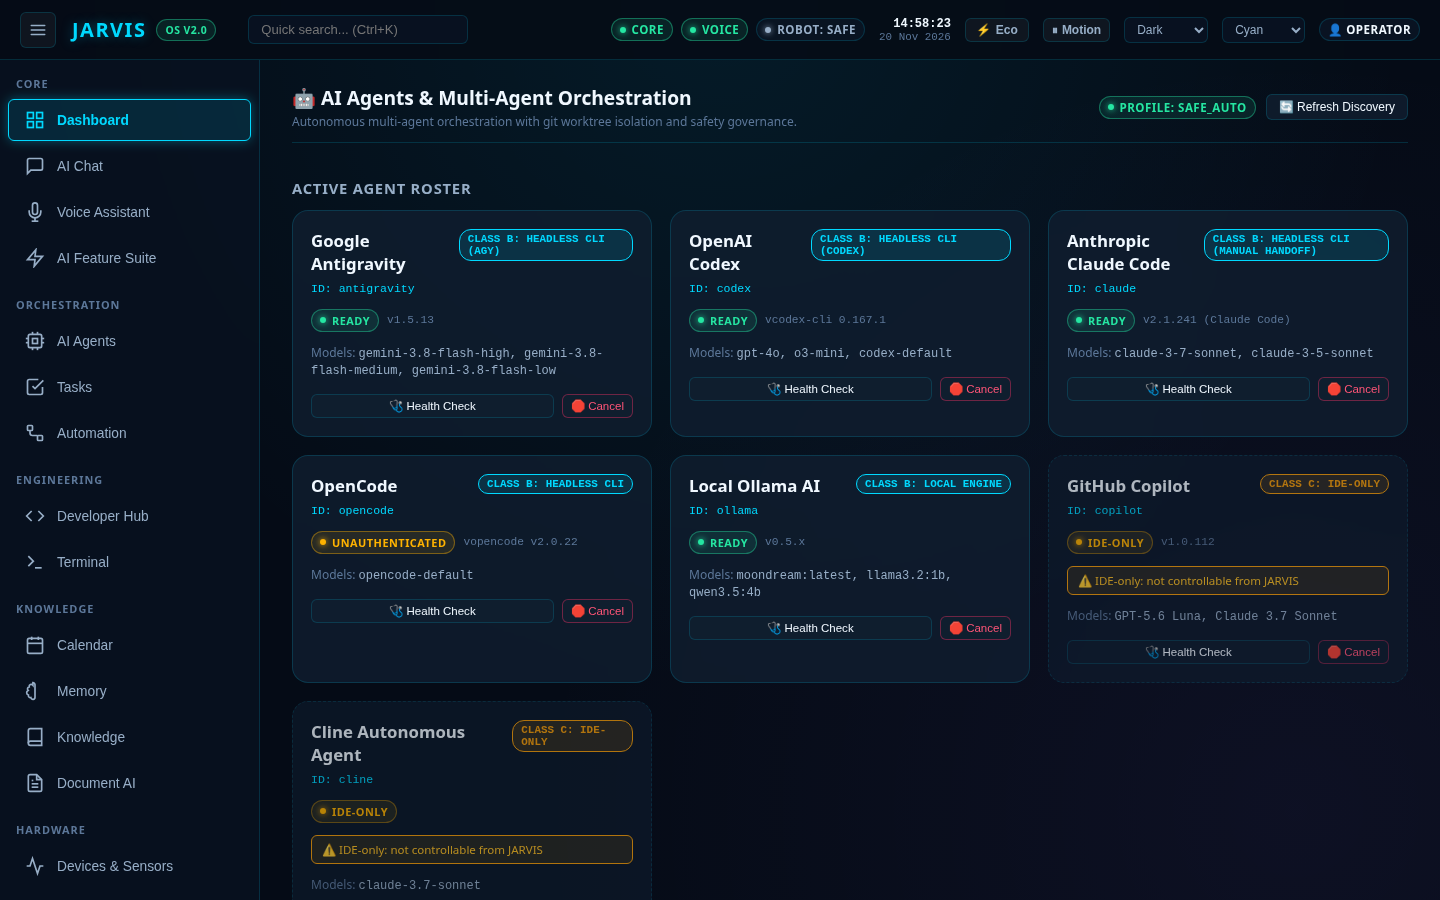 JARVIS
OS V2.0
Quick search... (Ctrl+K)
CORE
VOICE
ROBOT: SAFE
14:58:23
20 Nov 2026
⚡ Eco
Motion
Dark
Cyan
👤 OPERATOR
CORE
Dashboard
AI Chat
Voice Assistant
AI Feature Suite
ORCHESTRATION
AI Agents
Tasks
Automation
ENGINEERING
Developer Hub
Terminal
KNOWLEDGE
Calendar
Memory
Knowledge
Document AI
HARDWARE
Devices & Sensors
🤖 AI Agents & Multi-Agent Orchestration
Autonomous multi-agent orchestration with git worktree isolation and safety governance.
PROFILE: SAFE_AUTO
🔄 Refresh Discovery
ACTIVE AGENT ROSTER
Google
Antigravity
CLASS B: HEADLESS CLI
(AGY)
ID: antigravity
READY
v1.5.13
Models: gemini-3.8-flash-high, gemini-3.8-
flash-medium, gemini-3.8-flash-low
🩺 Health Check
🛑 Cancel
OpenAI
Codex
CLASS B: HEADLESS CLI
(CODEX)
ID: codex
READY
vcodex-cli 0.167.1
Models: gpt-4o, o3-mini, codex-default
🩺 Health Check
🛑 Cancel
Anthropic
Claude Code
CLASS B: HEADLESS CLI
(MANUAL HANDOFF)
ID: claude
READY
v2.1.241 (Claude Code)
Models: claude-3-7-sonnet, claude-3-5-sonnet
🩺 Health Check
🛑 Cancel
OpenCode
CLASS B: HEADLESS CLI
ID: opencode
UNAUTHENTICATED
vopencode v2.0.22
Models: opencode-default
🩺 Health Check
🛑 Cancel
Local Ollama AI
CLASS B: LOCAL ENGINE
ID: ollama
READY
v0.5.x
Models: moondream:latest, llama3.2:1b,
qwen3.5:4b
🩺 Health Check
🛑 Cancel
GitHub Copilot
CLASS C: IDE-ONLY
ID: copilot
IDE-ONLY
v1.0.112
⚠️ IDE-only: not controllable from JARVIS
Models: GPT-5.6 Luna, Claude 3.7 Sonnet
🩺 Health Check
🛑 Cancel
Cline Autonomous
Agent
CLASS C: IDE-
ONLY
ID: cline
IDE-ONLY
⚠️ IDE-only: not controllable from JARVIS
Models: claude-3.7-sonnet